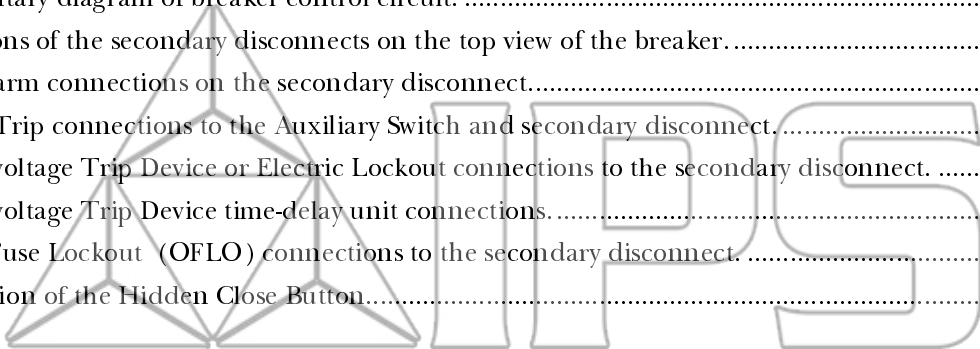 tary diagram of breaker control circuit. ...............................................................
ons of the secondary disconnects on the top view of the breaker. ...............................
arm connections on the secondary disconnect. ......................................................
Trip connections to the Auxiliary Switch and secondary disconnect. .........................
voltage Trip Device or Electric Lockout connections to the secondary disconnect. ......
voltage Trip Device time-delay unit connections. ...................................................
use Lockout (OFLO) connections to the secondary disconnect. ..............................
ion of the Hidden Close Button. ...........................................................................
IPS